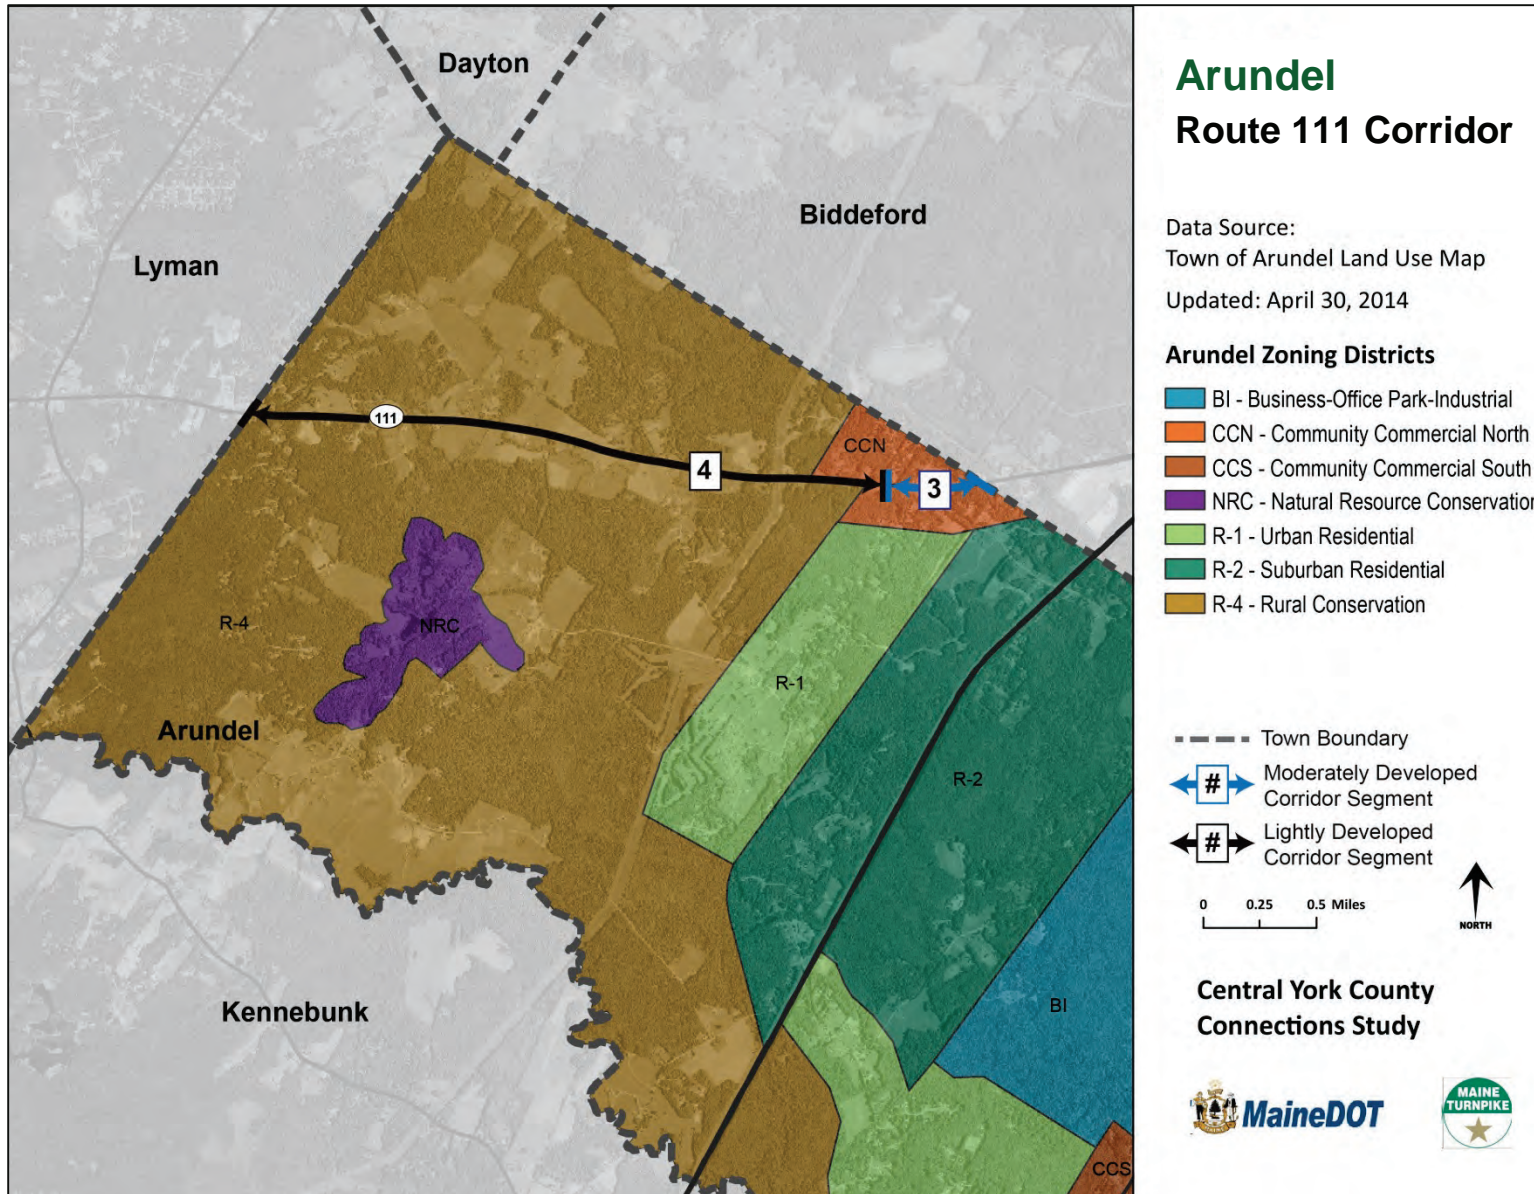 Dayton
Biddeford
Lyman
111
4
CCN
3
R-4
NRC
R-1
Arundel
R-2
Kennebunk
BI
CCS
Arundel
Route 111 Corridor
Data Source:
Town of Arundel Land Use Map
Updated: April 30, 2014
Arundel Zoning Districts
BI - Business-Office Park-Industrial
CCN - Community Commercial North
CCS - Community Commercial South
NRC - Natural Resource Conservation
R-1 - Urban Residential
R-2 - Suburban Residential
R-4 - Rural Conservation
Town Boundary
# Moderately Developed
Corridor Segment
# Lightly Developed
Corridor Segment
0 0.25 0.5 Miles
NORTH
Central York County
Connections Study
MaineDOT
MAINE
TURNPIKE